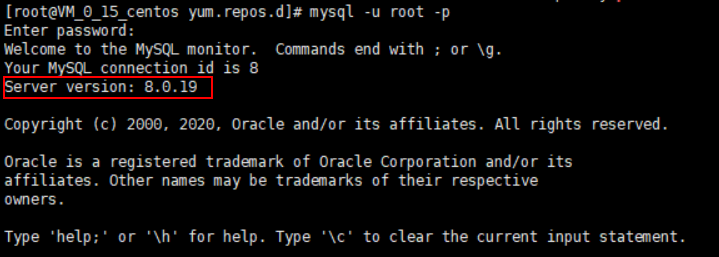 [root@VM_0_15_centos yum.repos.d]# mysql -u root -p
Enter password:
Welcome to the MySQL monitor.  Commands end with ; or \g.
Your MySQL connection id is 8
Server version: 8.0.19
Copyright (c) 2000, 2020, Oracle and/or its affiliates. All rights reserved.
Oracle is a registered trademark of Oracle Corporation and/or its
affiliates. Other names may be trademarks of their respective
owners.
Type 'help;' or '\h' for help. Type '\c' to clear the current input statement.